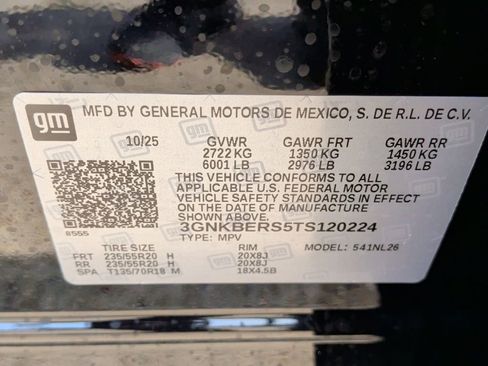 gm MFD BY GENERAL MOTORS DE MEXICO, S. DE R.L. DE C.V.
10/25 GVWR GAWR FRT GAWR RR
2722 KG 1350 KG 1450 KG
6001 LB 2976 LB 3196 LB
THIS VEHICLE CONFORMS TO ALL
APPLICABLE U.S. FEDERAL MOTOR
VEHICLE SAFETY STANDARDS IN EFFECT
ON THE DATE OF MANUFACTURE SHOWN ABOVE.
3GNKBERS5TS120224
TYPE: MPV MODEL: 541NL26
TIRE SIZE RIM
FRT 235/55R20 H 20X8J
RR 235/55R20 H 20X8J
SPA T135/70R18 M 18X4.5B